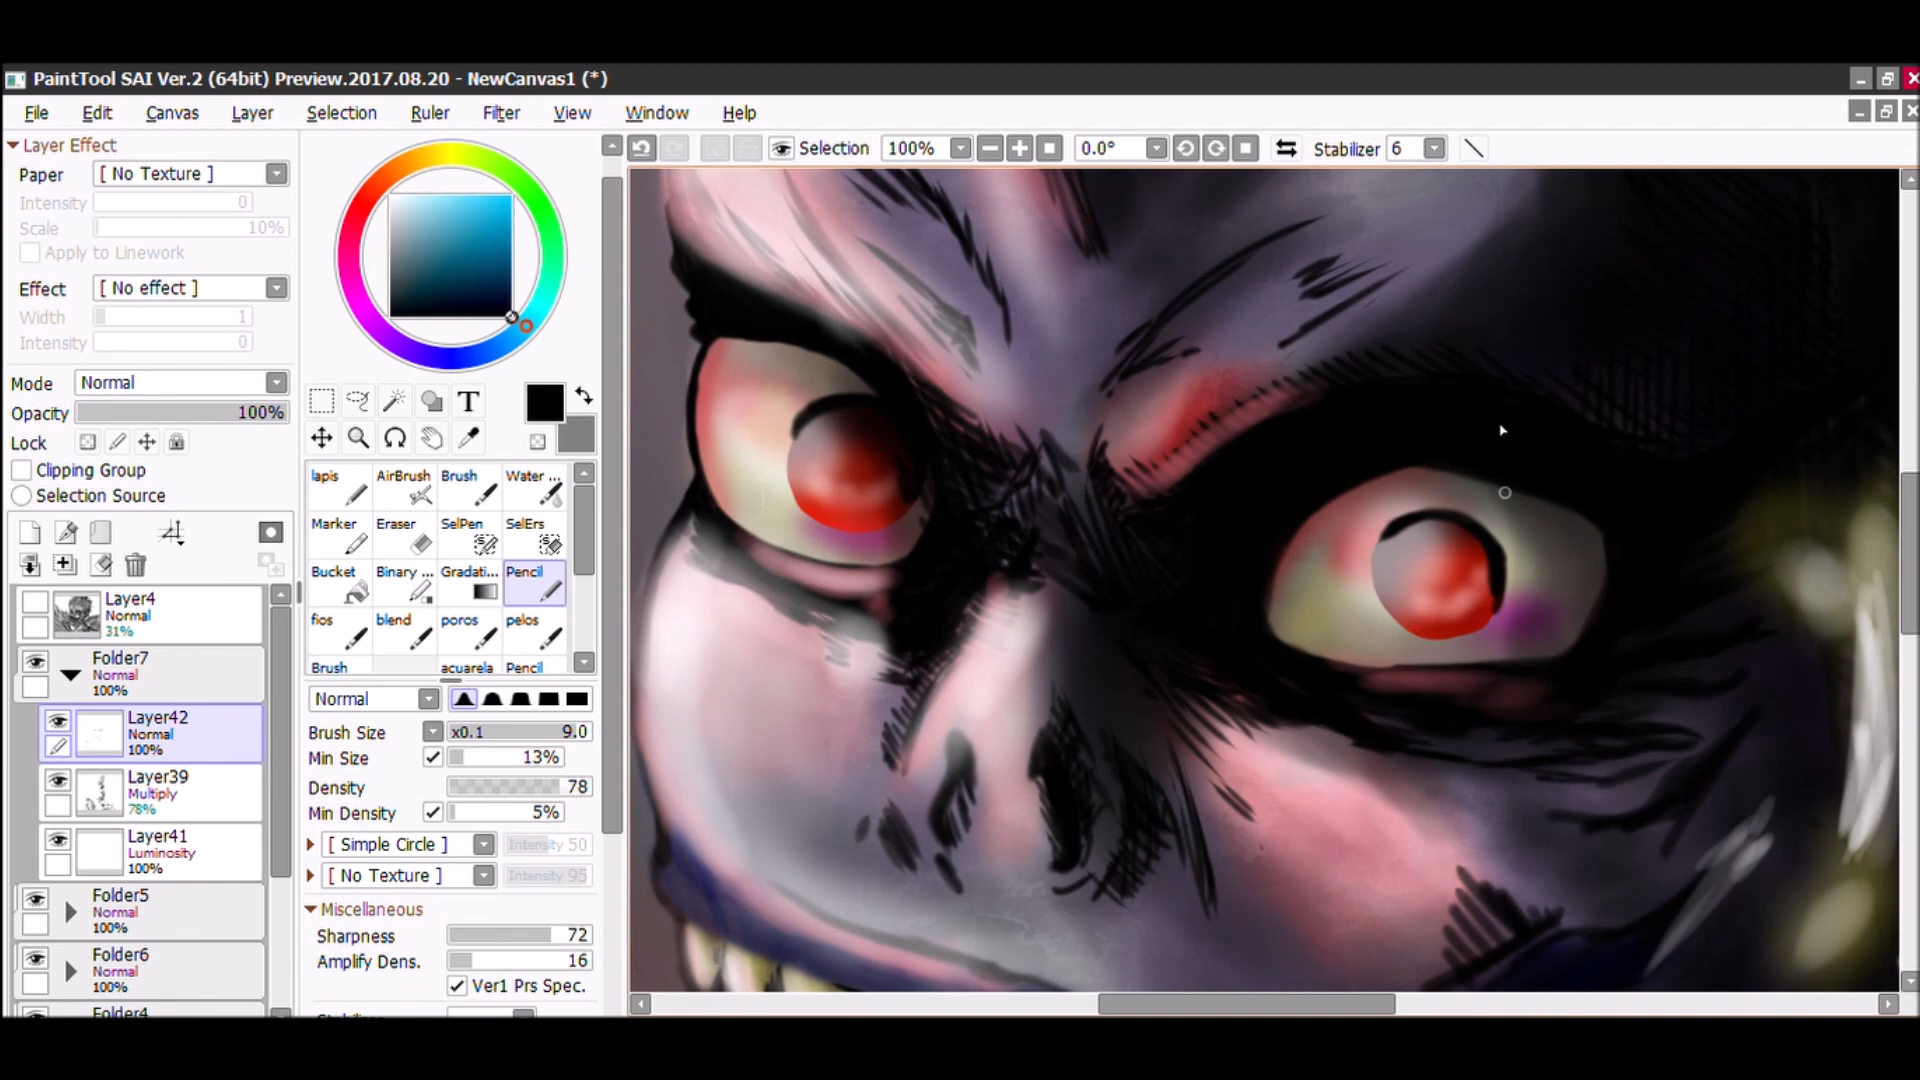 PaintTool SAI Ver.2 (64bit) Preview.2017.08.20 - NewCanvas1 (*)
File Edit Canvas Layer Selection Ruler Filter View Window Help
Layer Effect
Paper [ No Texture ]
Intensity 0
Scale 10%
Apply to Linework
Effect [ No effect ]
Width 1
Intensity 0
Mode Normal
Opacity 100%
Lock
Clipping Group
Selection Source
Layer4
Normal
31%
Folder7
Normal
100%
Layer42
Normal
100%
Layer39
Multiply
78%
Layer41
Luminosity
100%
Folder5
Normal
100%
Folder6
Normal
100%
Folder4
T
lapis AirBrush Brush Water ...
Marker Eraser SelPen SelErs
Bucket Binary ... Gradati... Pencil
fios blend poros pelos
Brush acuarela Pencil
Normal
Brush Size x0.1 9.0
Min Size 13%
Density 78
Min Density 5%
[ Simple Circle ] Intensity 50
[ No Texture ] Intensity 95
Miscellaneous
Sharpness 72
Amplify Dens. 16
Ver1 Prs Spec.
Selection 100% 0.0° Stabilizer 6